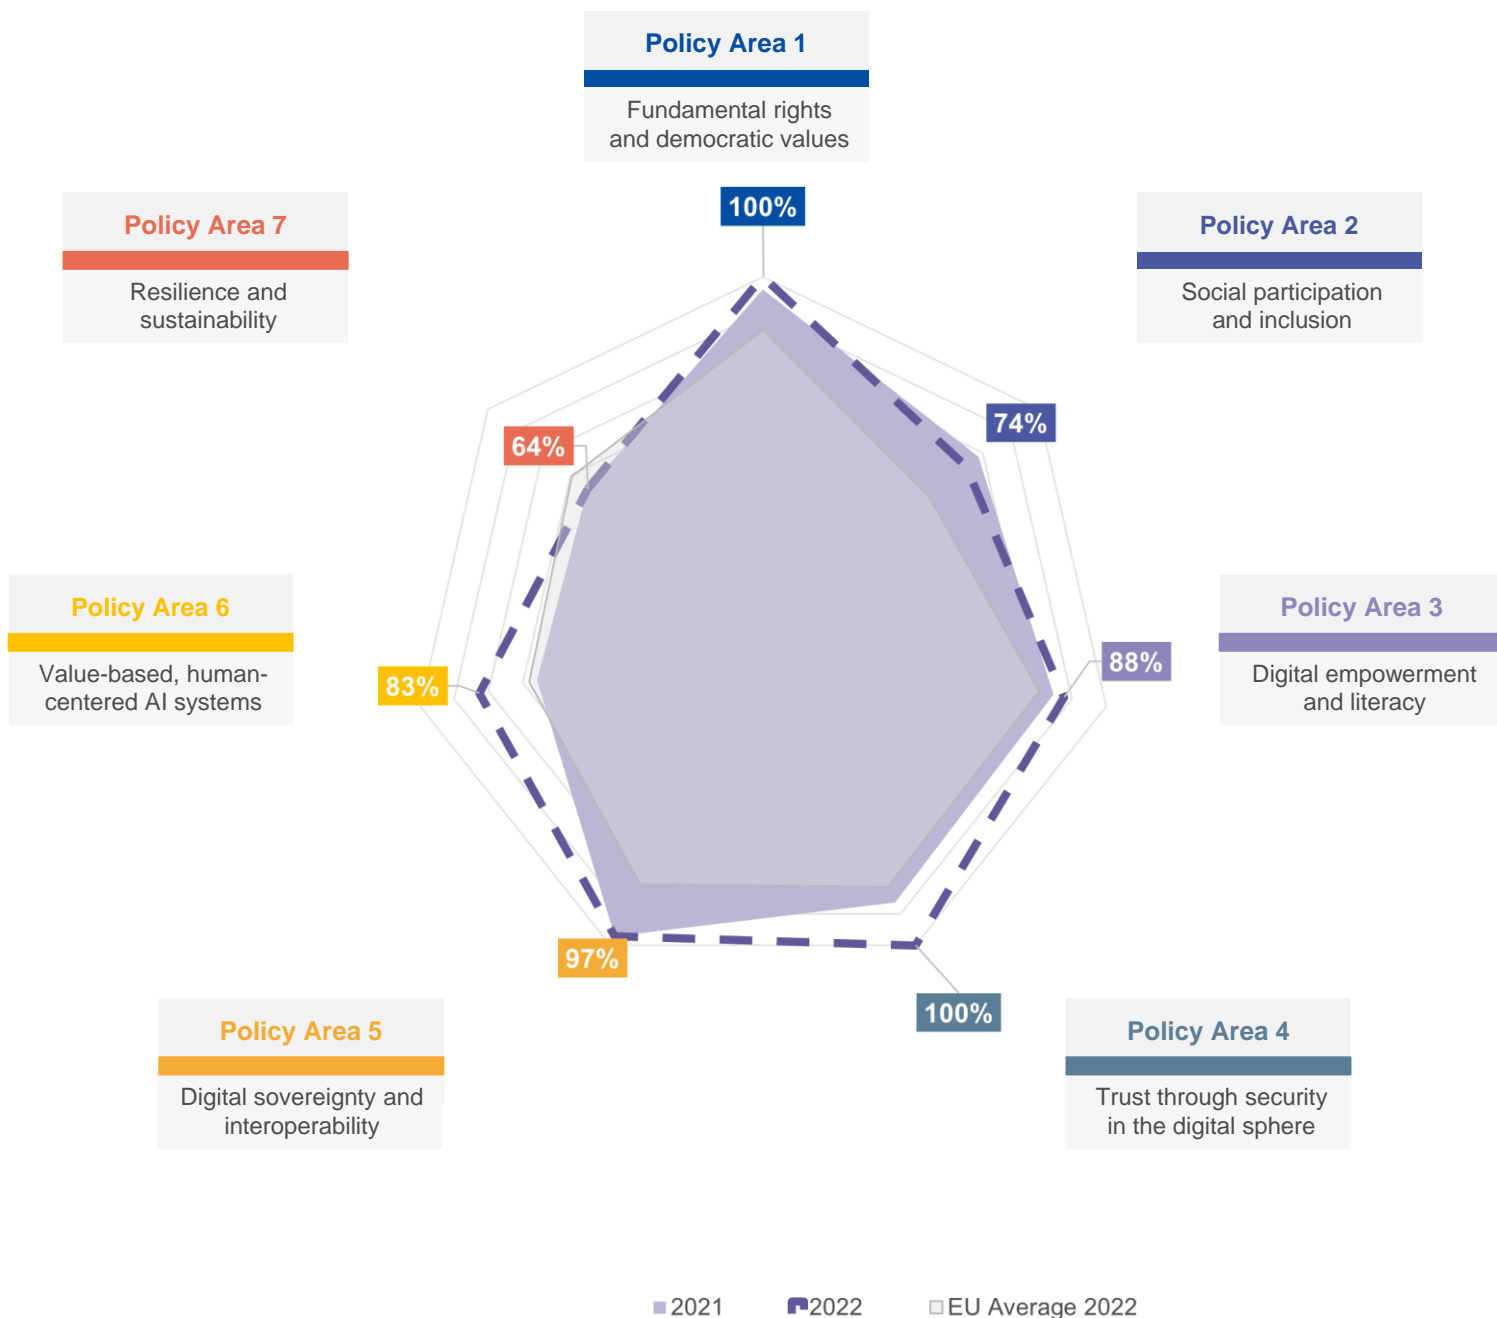 Policy Area 1
Fundamental rights
and democratic values
100%
Policy Area 7
Resilience and
sustainability
Policy Area 2
Social participation
and inclusion
64%
74%
Policy Area 6
Value-based, human-
centered AI systems
83%
88%
Policy Area 3
Digital empowerment
and literacy
97%
100%
Policy Area 5
Digital sovereignty and
interoperability
Policy Area 4
Trust through security
in the digital sphere
2021
2022
EU Average 2022